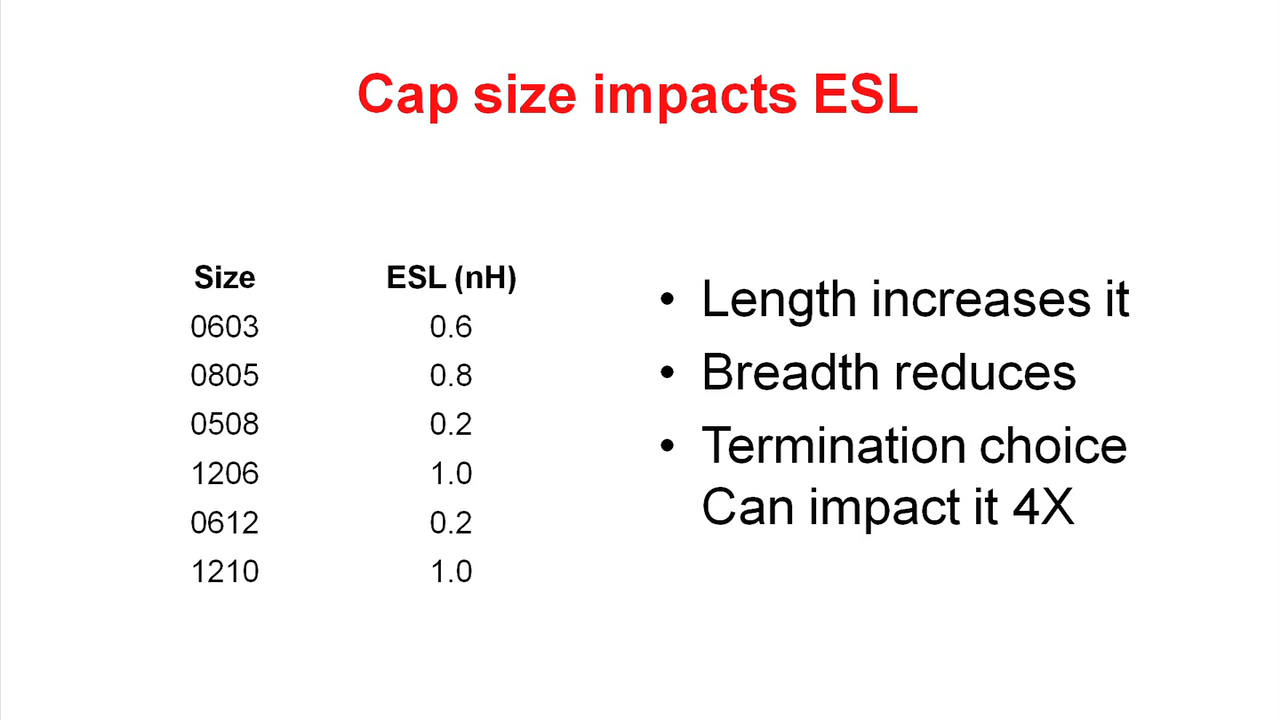 Cap size impacts ESL
Size ESL (nH)
0603 0.6
0805 0.8
0508 0.2
1206 1.0
0612 0.2
1210 1.0
• Length increases it
• Breadth reduces
• Termination choice
Can impact it 4X